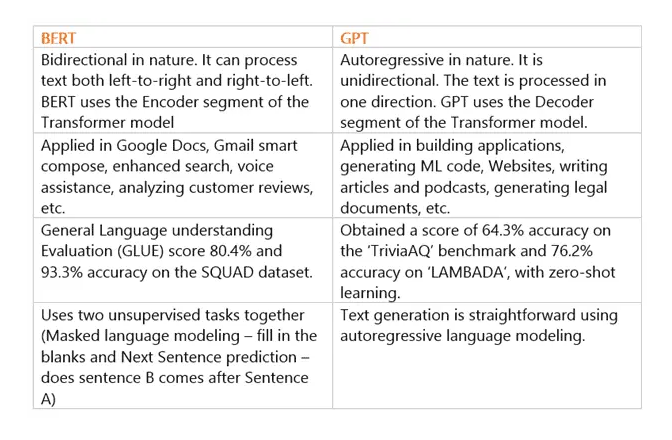 BERT
GPT
Bidirectional in nature. It can process
text both left-to-right and right-to-left.
BERT uses the Encoder segment of the
Transformer model
Autoregressive in nature. It is
unidirectional. The text is processed in
one direction. GPT uses the Decoder
segment of the Transformer model.
Applied in Google Docs, Gmail smart
compose, enhanced search, voice
assistance, analyzing customer reviews,
etc.
Applied in building applications,
generating ML code, Websites, writing
articles and podcasts, generating legal
documents, etc.
General Language understanding
Evaluation (GLUE) score 80.4% and
93.3% accuracy on the SQUAD dataset.
Obtained a score of 64.3% accuracy on
the ‘TriviaAQ’ benchmark and 76.2%
accuracy on ‘LAMBADA’, with zero-shot
learning.
Uses two unsupervised tasks together
(Masked language modeling – fill in the
blanks and Next Sentence prediction –
does sentence B comes after Sentence
A)
Text generation is straightforward using
autoregressive language modeling.